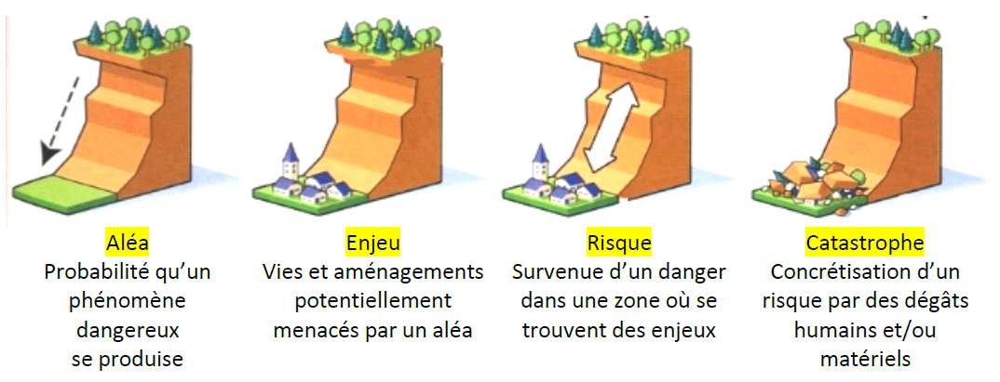 Aléa
Probabilité qu’un
phénomène
dangereux
se produise
Enjeu
Vies et aménagements
potentiellement
menacés par un aléa
Risque
Survenue d’un danger
dans une zone où se
trouvent des enjeux
Catastrophe
Concrétisation d’un
risque par des dégâts
humains et/ou
matériels